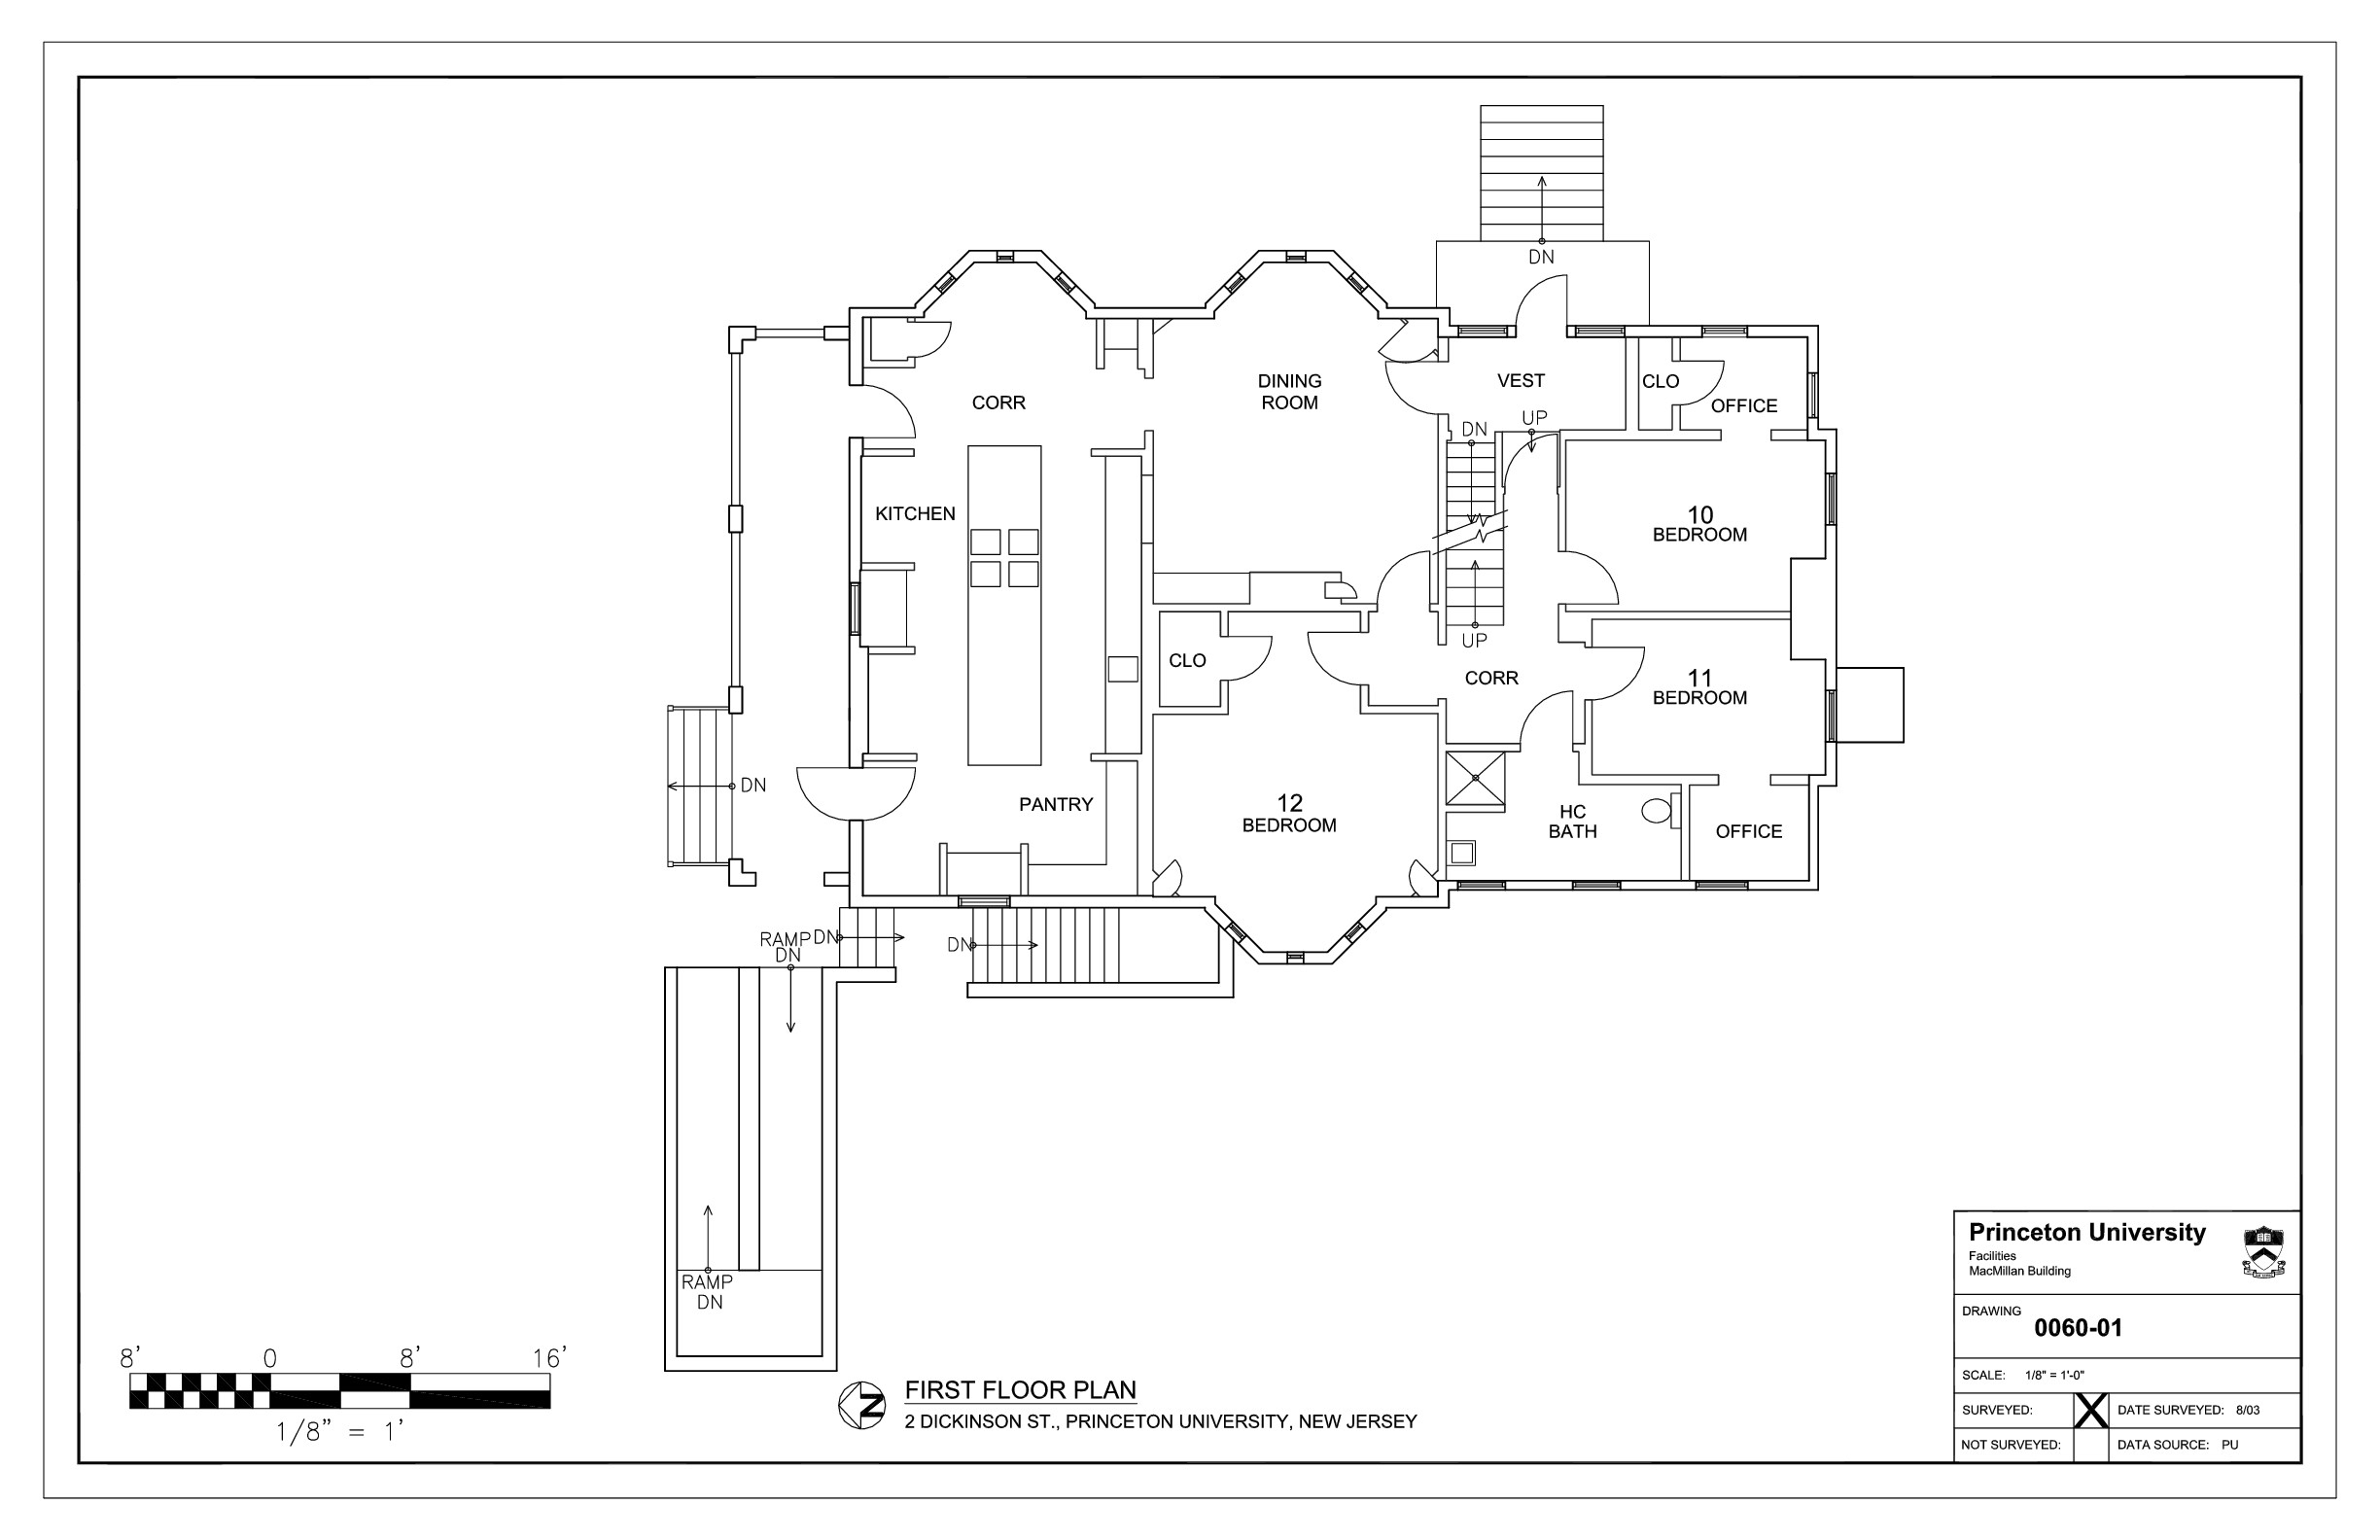 DN
DINING
ROOM
VEST
CLO
OFFICE
CORR
UP
DN
KITCHEN
10
BEDROOM
UP
CLO
CORR
11
BEDROOM
DN
PANTRY
12
BEDROOM
HC
BATH
OFFICE
RAMP
DN
DN
DN
RAMP
DN
8' 0 8' 16'
1/8" = 1'
N
FIRST FLOOR PLAN
2 DICKINSON ST., PRINCETON UNIVERSITY, NEW JERSEY
Princeton University
Facilities
MacMillan Building
DRAWING
0060-01
SCALE: 1/8" = 1'-0"
SURVEYED: X DATE SURVEYED: 8/03
NOT SURVEYED: DATA SOURCE: PU